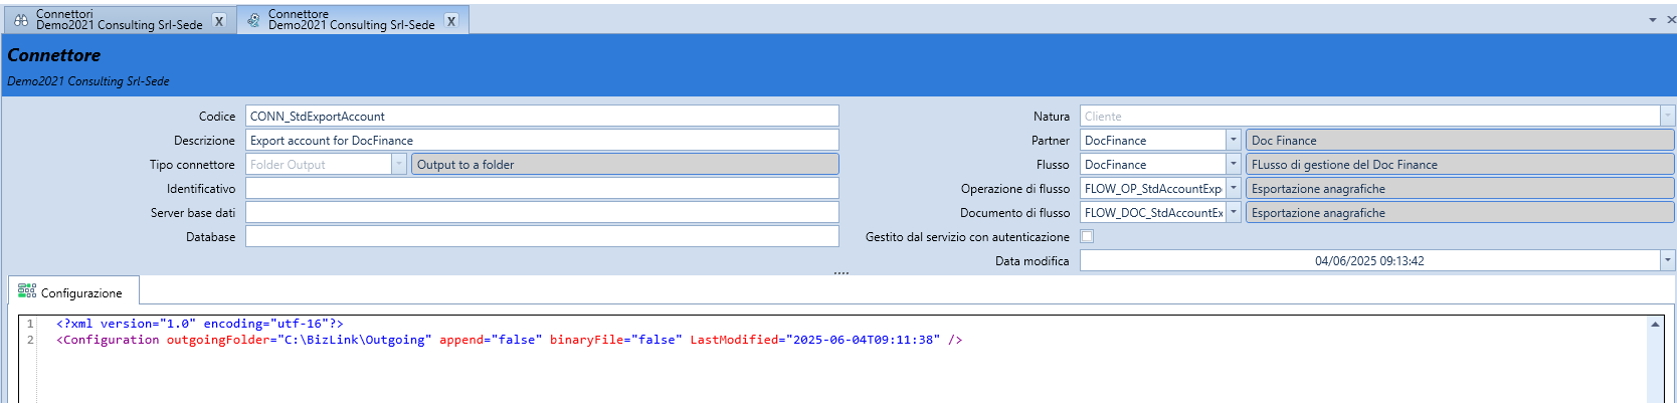 Connettori
Demo2021 Consulting Srl-Sede X
Connettore
Demo2021 Consulting Srl-Sede X
Connettore
Demo2021 Consulting Srl-Sede
Codice CONN_StdExportAccount
Descrizione Export account for DocFinance
Tipo connettore Folder Output Output to a folder
Identificativo
Server base dati
Database
Natura Cliente
Partner DocFinance Doc Finance
Flusso DocFinance FLusso di gestione del Doc Finance
Operazione di flusso FLOW_OP_StdAccountExp Esportazione anagrafiche
Documento di flusso FLOW_DOC_StdAccountEx Esportazione anagrafiche
Gestito dal servizio con autenticazione
Data modifica 04/06/2025 09:13:42
Configurazione
1 <?xml version="1.0" encoding="utf-16"?>
2 <Configuration outgoingFolder="C:\BizLink\Outgoing" append="false" binaryFile="false" LastModified="2025-06-04T09:11:38" />